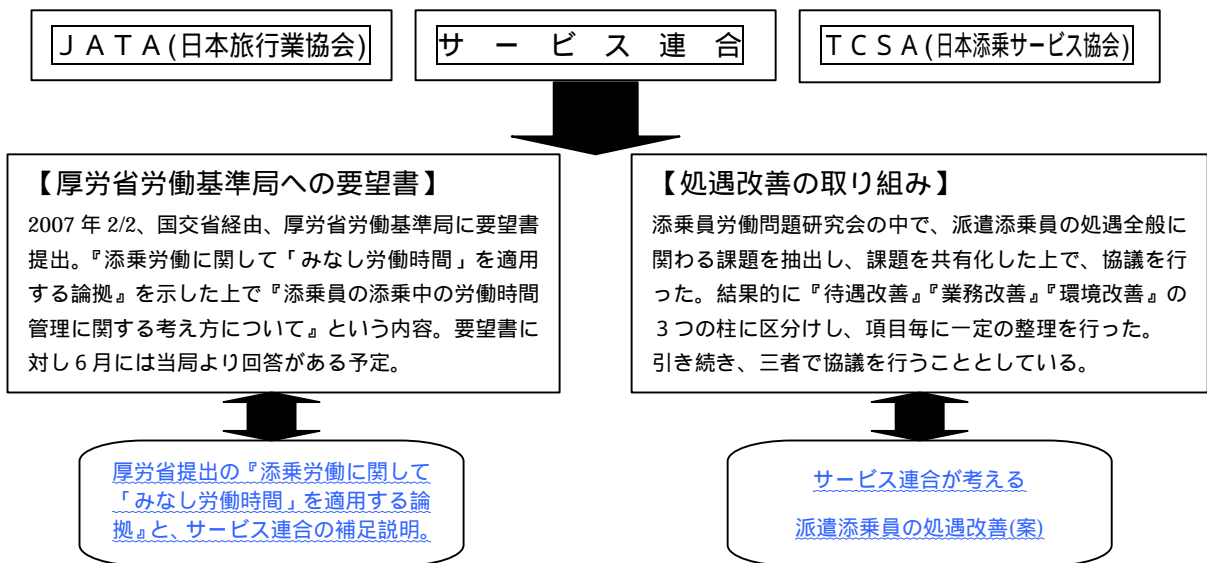 ＪＡＴＡ(日本旅行業協会)
サービス連合
ＴＣＳＡ(日本添乗サービス協会)
【厚労省労働基準局への要望書】
2007 年 2/2、国交省経由、厚労省労働基準局に要望書
提出。『添乗労働に関して「みなし労働時間」を適用
する論拠』を示した上で『添乗員の添乗中の労働時間
管理に関する考え方について』という内容。要望書に
対し６月には当局より回答がある予定。
【処遇改善の取り組み】
添乗員労働問題研究会の中で、派遣添乗員の処遇全般に
関わる課題を抽出し、課題を共有化した上で、協議を行
った。結果的に『待遇改善』『業務改善』『環境改善』の
３つの柱に区分けし、項目毎に一定の整理を行った。
引き続き、三者で協議を行うこととしている。
厚労省提出の『添乗労働に関して
「みなし労働時間」を適用する論
拠』と、サービス連合の補足説明。
サービス連合が考える
派遣添乗員の処遇改善(案)